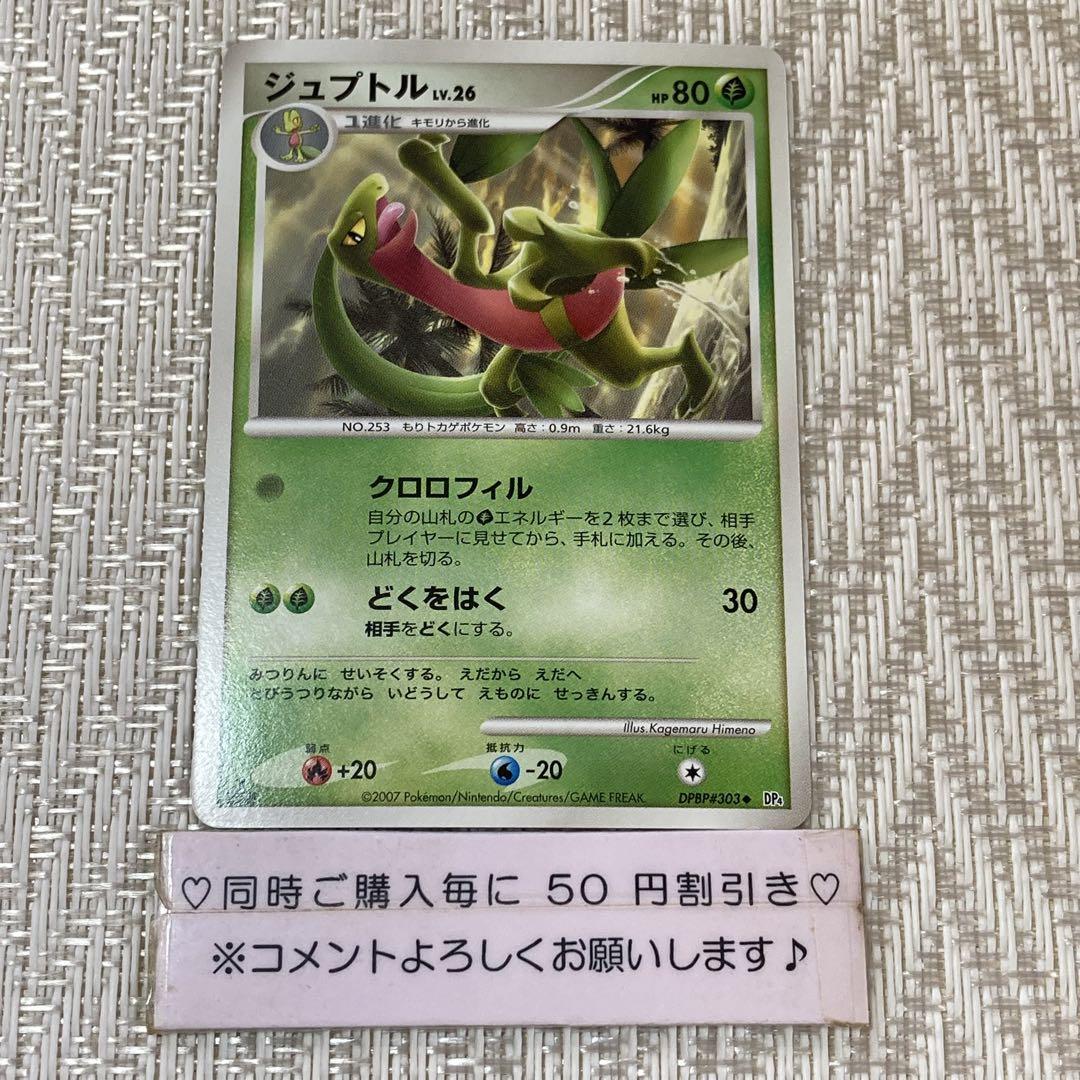 ジュプトル LV.26 HP 80
1進化 キモリから進化
NO.253 もりトカゲポケモン 高さ:0.9m 重さ:21.6kg
クロロフィル
自分の山札のエネルギーを2枚まで選び、相手
プレイヤーに見せてから、手札に加える。その後、
山札を切る。
どくをはく 30
相手をどくにする。
みつりんに せいそくする。 えだから えだへ
とびうつりながら いどうして えものに せっきんする。
Illus. Kagemaru Himeno
弱点 抵抗力 にげる
+20 -20
©2007 Pokémon/Nintendo/Creatures/GAME FREAK. DPBP#303◆ DP4
♡同時ご購入毎に 50 円割引き♡
※コメントよろしくお願いします♪